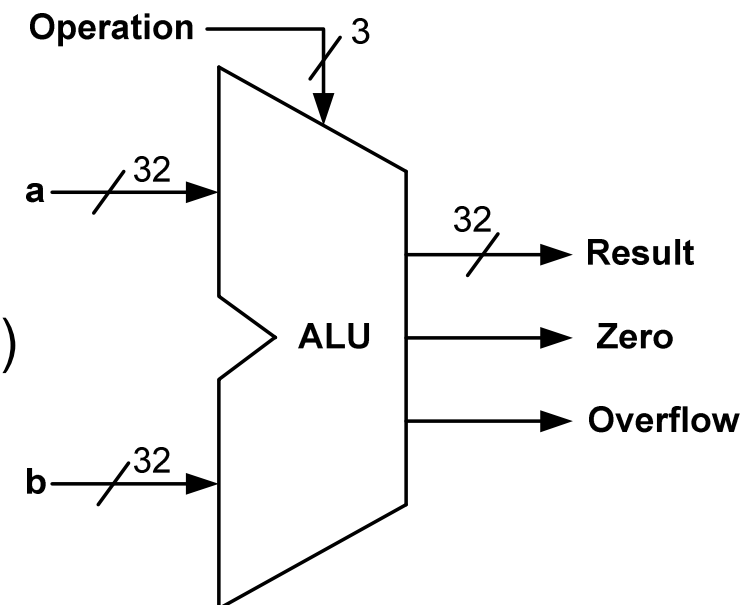 Operation
3
a
32
32
Result
)
ALU
Zero
Overflow
b
32